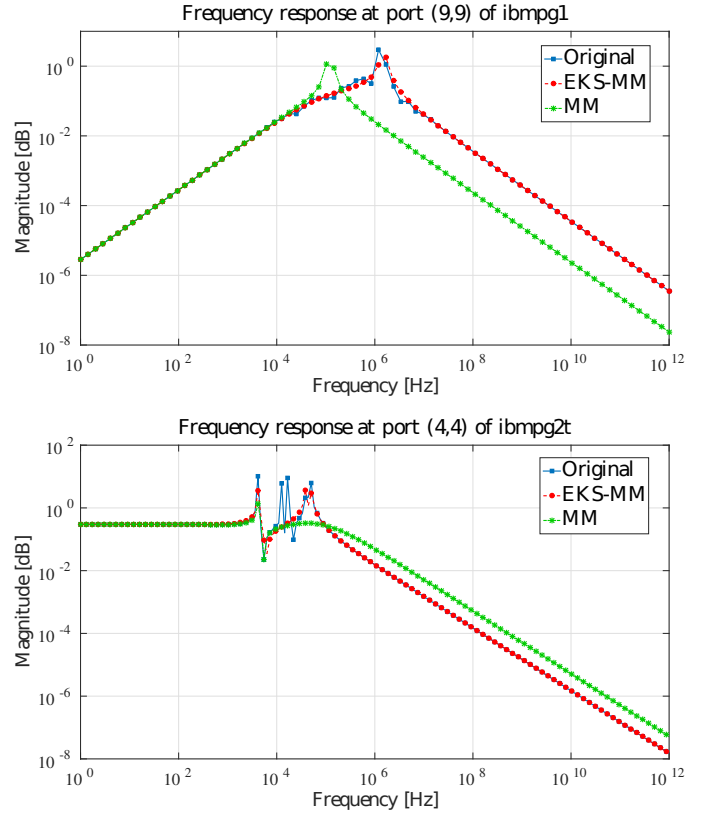 Frequency response at port (9,9) of ibmpg1
Magnitude [dB]
10^0
10^-2
10^-4
10^-6
10^-8
Original
EKS-MM
MM
10^0 10^2 10^4 10^6 10^8 10^10 10^12
Frequency [Hz]
Frequency response at port (4,4) of ibmpg2t
Magnitude [dB]
10^2
10^0
10^-2
10^-4
10^-6
10^-8
Original
EKS-MM
MM
10^0 10^2 10^4 10^6 10^8 10^10 10^12
Frequency [Hz]